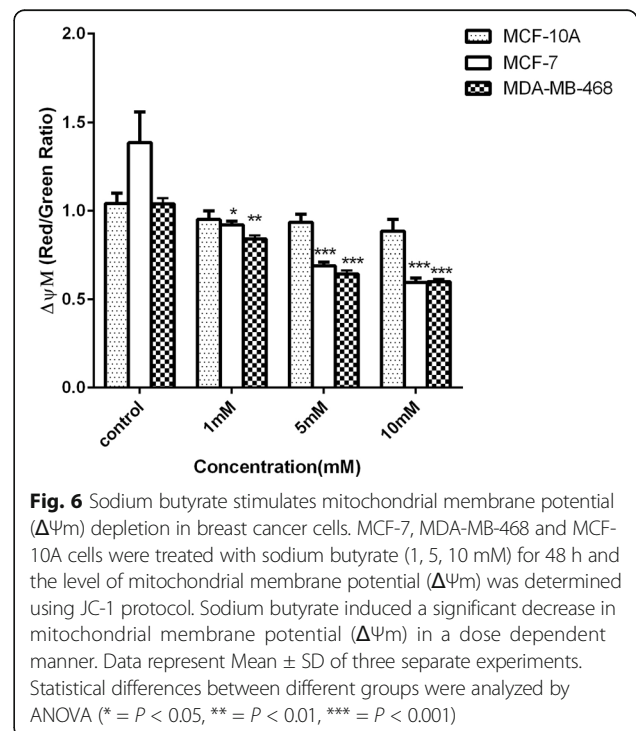 2.0
1.5
1.0
0.5
0.0
ΔψM (Red/Green Ratio)
MCF-10A
MCF-7
MDA-MB-468
* **
*** ***
*** ***
control
1mM
5mM
10mM
Concentration(mM)
Fig. 6 Sodium butyrate stimulates mitochondrial membrane potential
(ΔΨm) depletion in breast cancer cells. MCF-7, MDA-MB-468 and MCF-
10A cells were treated with sodium butyrate (1, 5, 10 mM) for 48 h and
the level of mitochondrial membrane potential (ΔΨm) was determined
using JC-1 protocol. Sodium butyrate induced a significant decrease in
mitochondrial membrane potential (ΔΨm) in a dose dependent
manner. Data represent Mean ± SD of three separate experiments.
Statistical differences between different groups were analyzed by
ANOVA (* = P < 0.05, ** = P < 0.01, *** = P < 0.001)